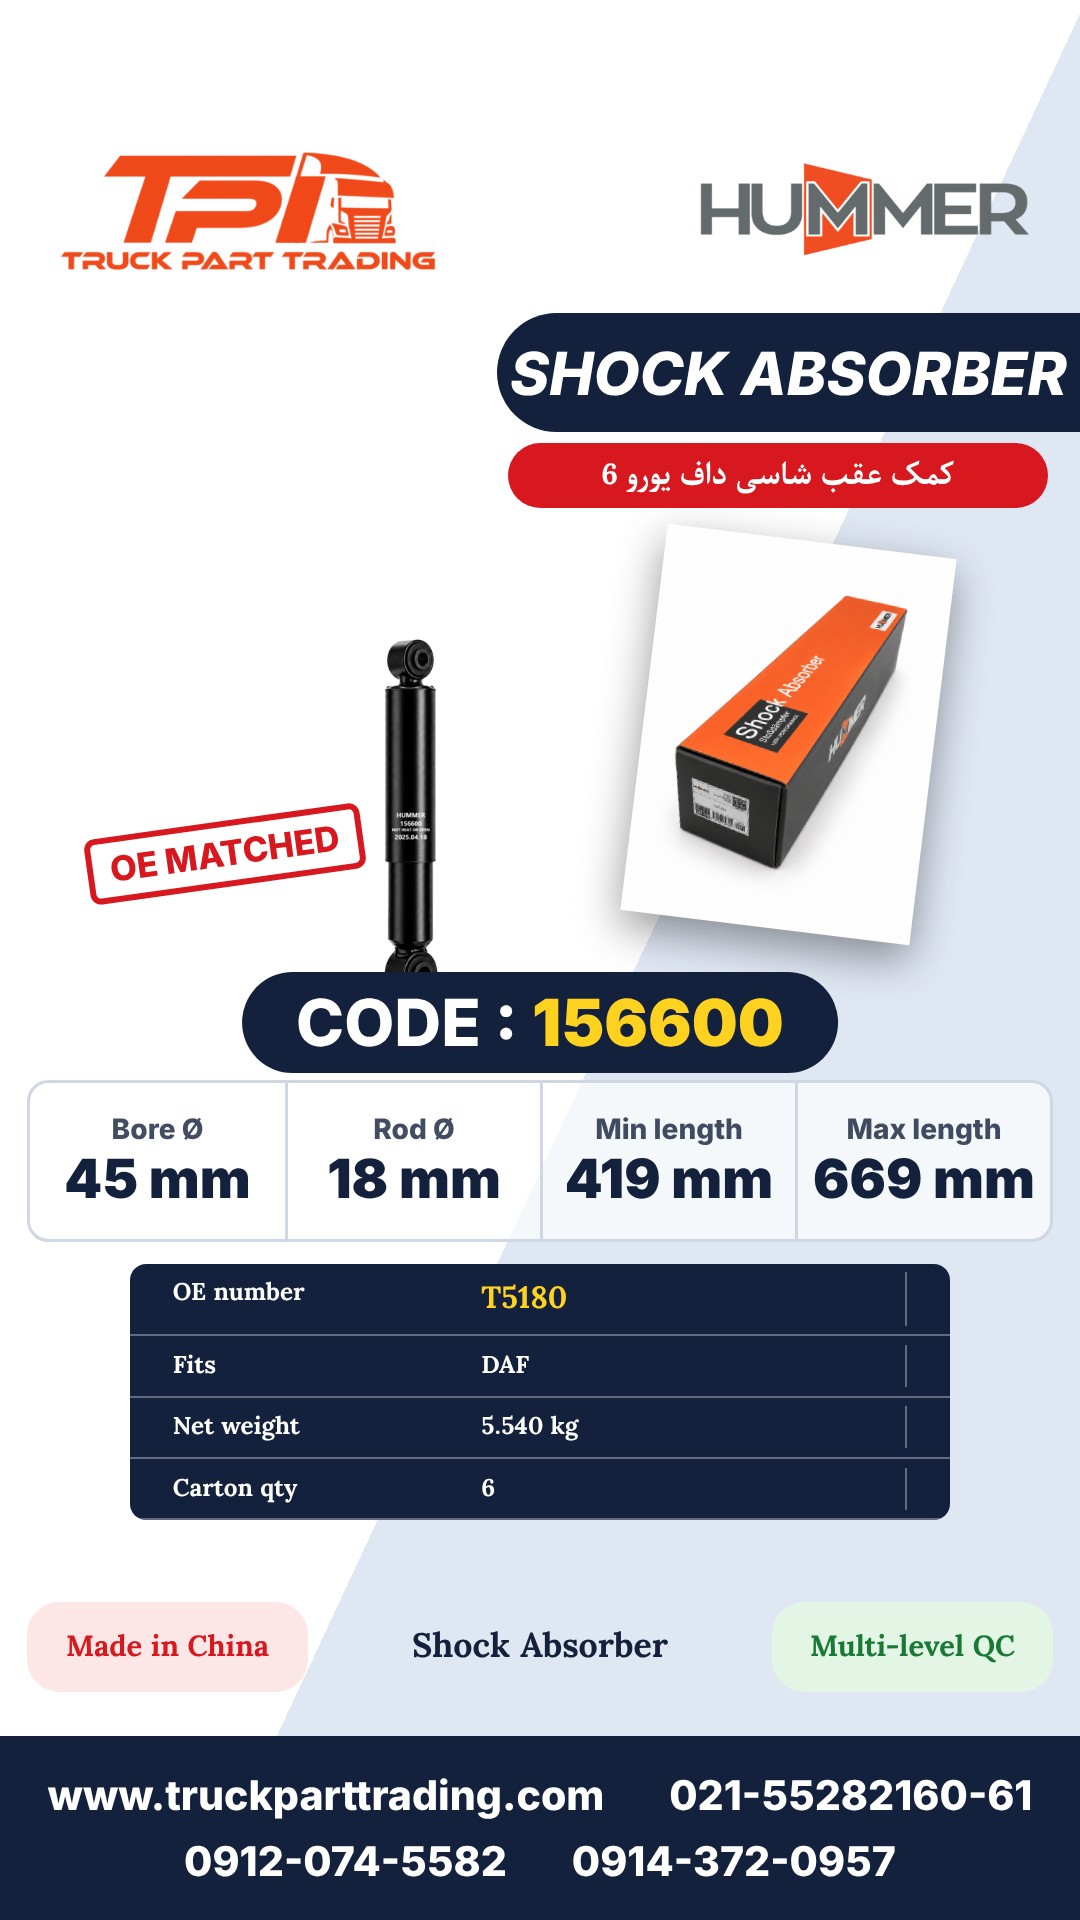 TPI
TRUCK PART TRADING
HUMMER
SHOCK ABSORBER
کمک عقب شاسی داف یورو 6
HUMMER
Shock Absorber
Stoßdämpfer
HUMMER
OE MATCHED
HUMMER
156600
2025.04.18
CODE : 156600
Bore Ø
45 mm
Rod Ø
18 mm
Min length
419 mm
Max length
669 mm
OE number T5180
Fits DAF
Net weight 5.540 kg
Carton qty 6
Made in China
Shock Absorber
Multi-level QC
www.truckparttrading.com 021-55282160-61
0912-074-5582 0914-372-0957